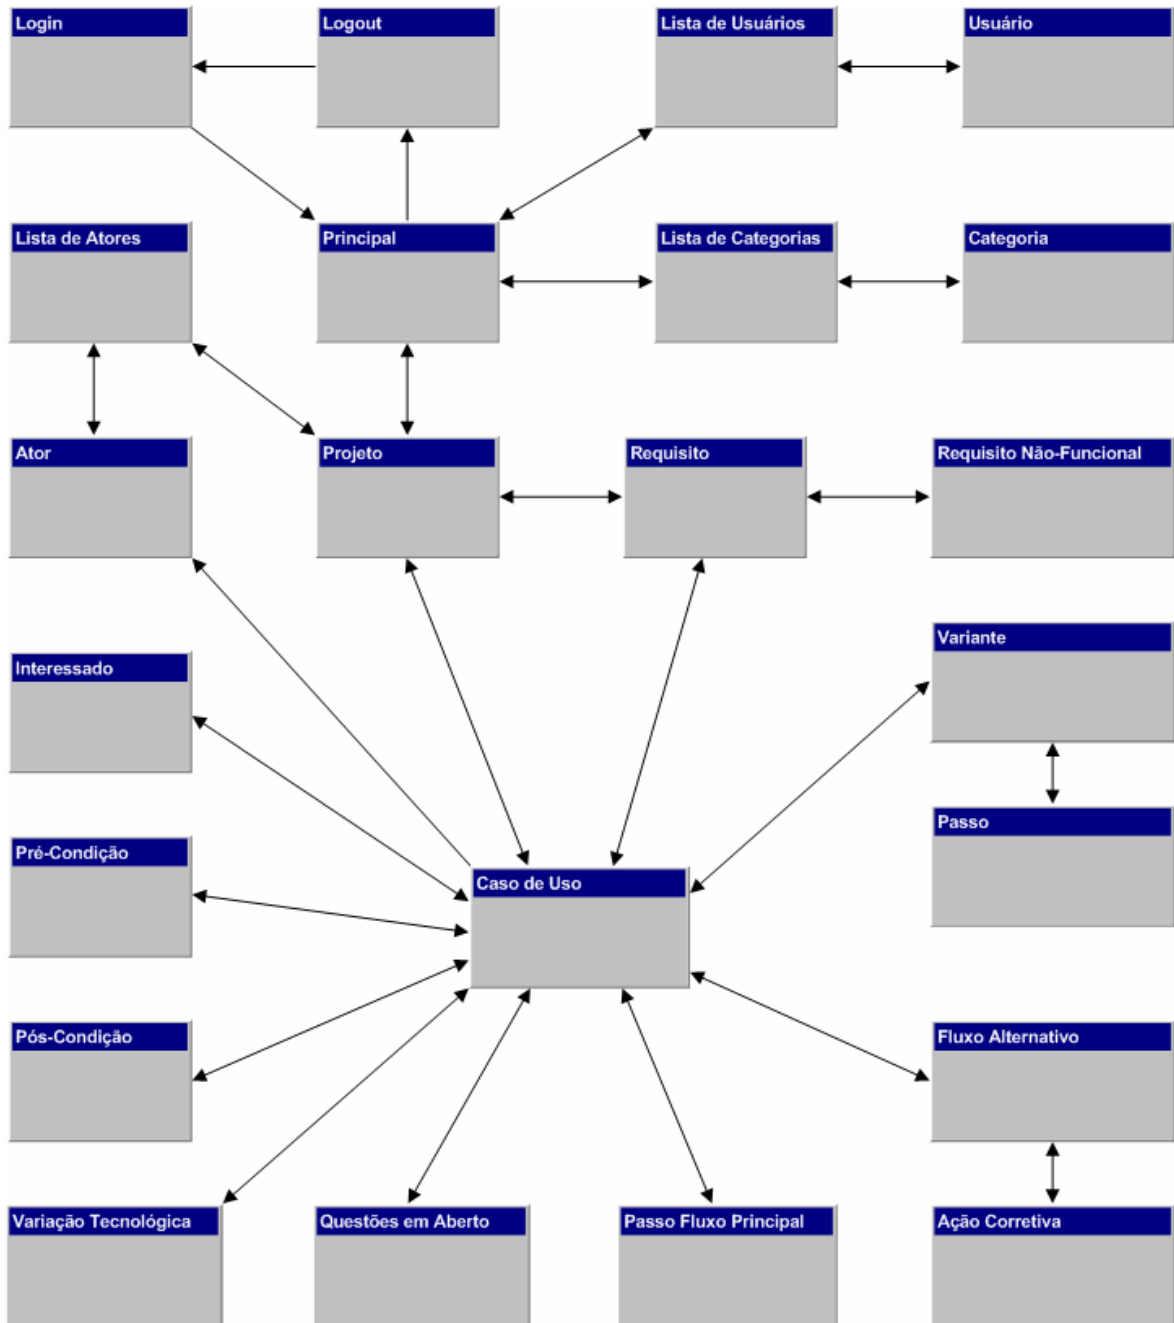 Login
Logout
Lista de Usuários
Usuário
Lista de Atores
Principal
Lista de Categorias
Categoria
Ator
Projeto
Requisito
Requisito Não-Funcional
Variante
Interessado
Passo
Pré-Condição
Caso de Uso
Pós-Condição
Fluxo Alternativo
Variação Tecnológica
Questões em Aberto
Passo Fluxo Principal
Ação Corretiva